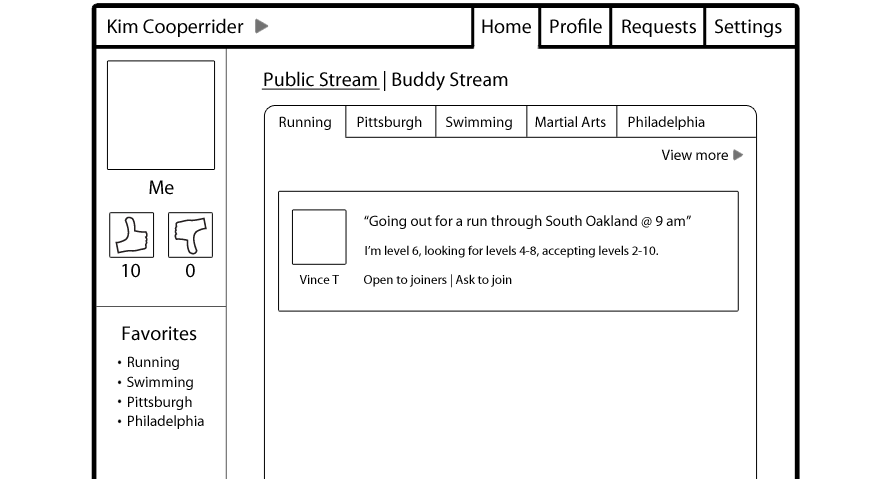 Kim Cooperrider
Home
Profile
Requests
Settings
Me
10
0
Favorites
• Running
• Swimming
• Pittsburgh
• Philadelphia
Public Stream | Buddy Stream
Running
Pittsburgh
Swimming
Martial Arts
Philadelphia
View more
“Going out for a run through South Oakland @ 9 am”
I’m level 6, looking for levels 4-8, accepting levels 2-10.
Vince T
Open to joiners | Ask to join